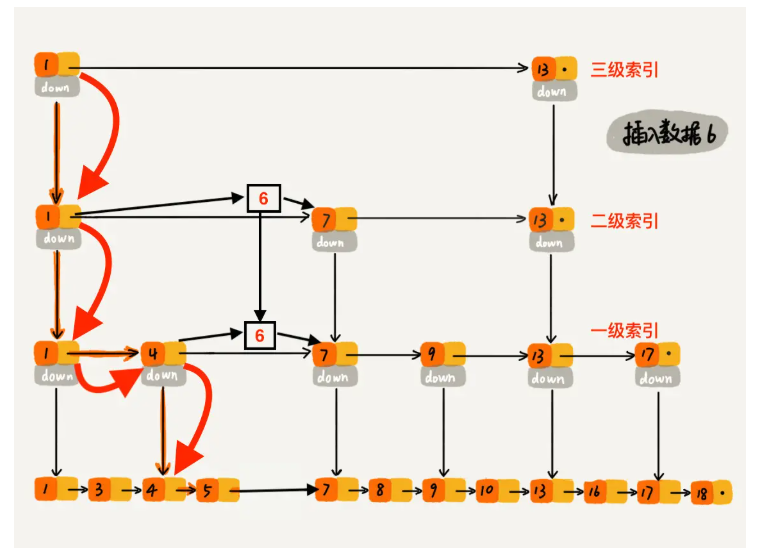 1 13 三级索引
down down
插入数据6
6
1 7 13 二级索引
down down down
6 一级索引
1 4 7 9 13 17
down down down down down down
1 3 4 5 7 8 9 10 13 16 17 18